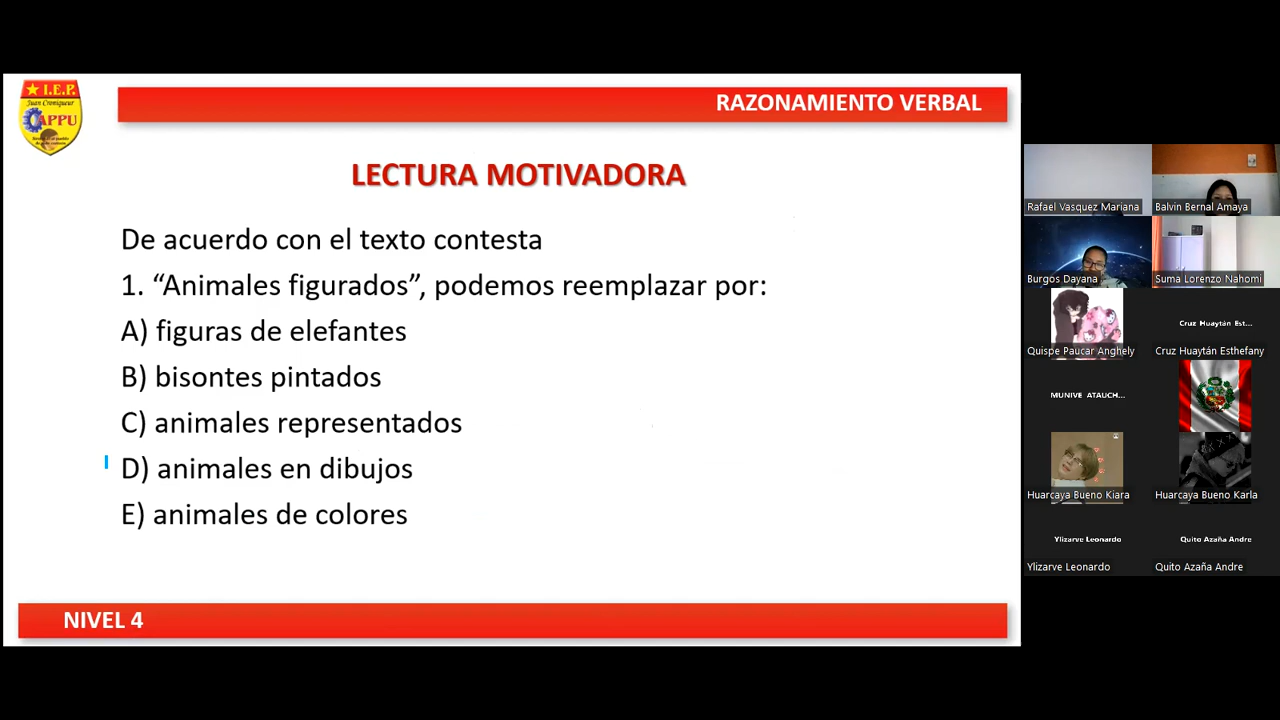 I.E.P.
Juan Croniqueur
APPU
RAZONAMIENTO VERBAL
LECTURA MOTIVADORA
De acuerdo con el texto contesta
1. “Animales figurados”, podemos reemplazar por:
A) figuras de elefantes
B) bisontes pintados
C) animales representados
D) animales en dibujos
E) animales de colores
NIVEL 4
Rafael Vasquez Mariana
Balvin Bernal Amaya
Burgos Dayana
Suma Lorenzo Nahomi
Cruz Huaytán Est...
Quispe Paucar Anghely
Cruz Huaytán Esthefany
MUNIVE ATAUCH...
Huarcaya Bueno Kiara
Huarcaya Bueno Karla
Ylizarve Leonardo
Quito Azaña Andre
Ylizarve Leonardo
Quito Azaña Andre